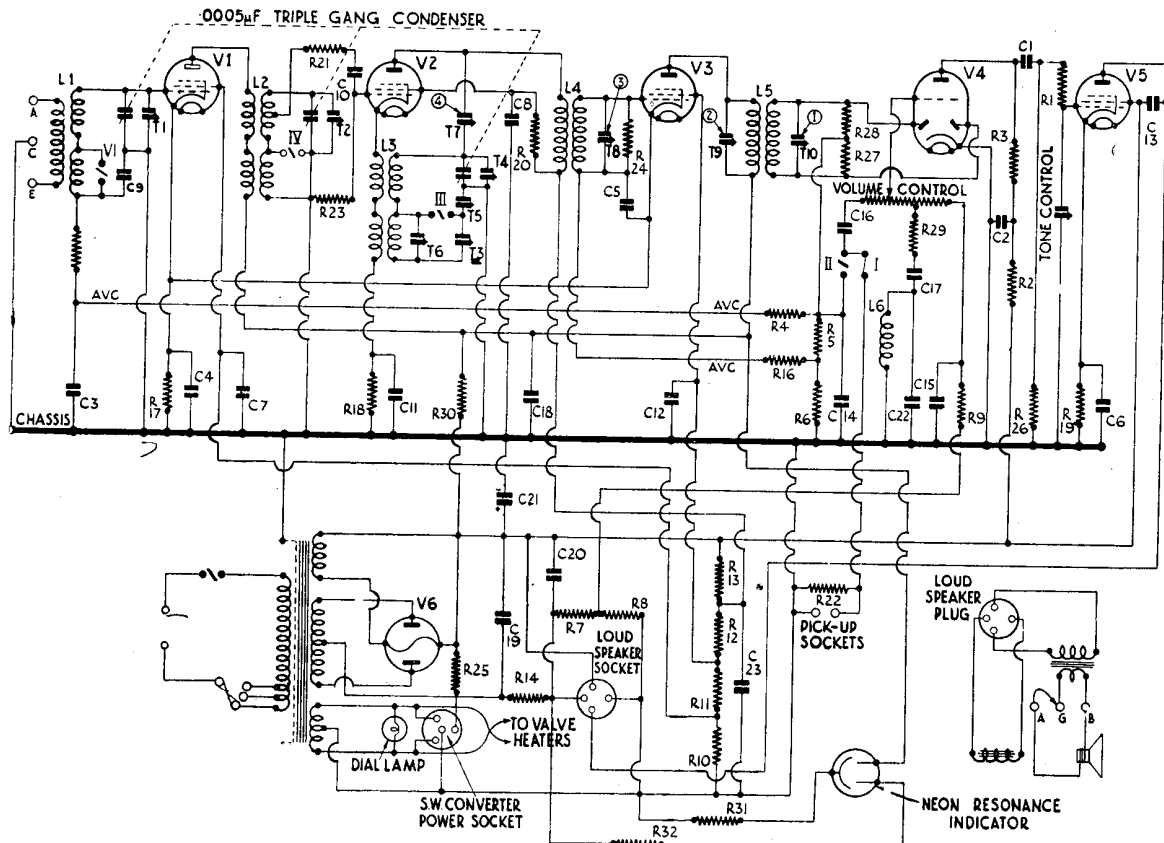 .0005µF TRIPLE GANG CONDENSER
V1
V2
V3
V4
V5
C1
L1
L2
R21
C10
④
T7
C8
L4
③
②
L5
①
R1
C13
A
C
E
T1
VI
C9
IV
T2
R23
L3
T4
R20
III
T5
T6
T3
T8
R24
C5
T9
T10
R28
R27
R3
VOLUME CONTROL
TONE CONTROL
C16
R29
C2
II
I
C17
R2
AVC
AVC
R4
R5
L6
AVC
R16
C3
R17
C4
C7
R18
C11
R30
C18
C12
R6
C14
C22
C15
R9
R26
R19
C6
CHASSIS
C21
C20
R13
V6
C19
R7
R8
R12
R22
PICK-UP
SOCKETS
LOUD
SPEAKER
PLUG
LOUD
SPEAKER
SOCKET
R25
R14
C23
R11
TO VALVE
HEATERS
R10
A
G
B
DIAL LAMP
S.W. CONVERTER
POWER SOCKET
R31
R32
NEON RESONANCE
INDICATOR